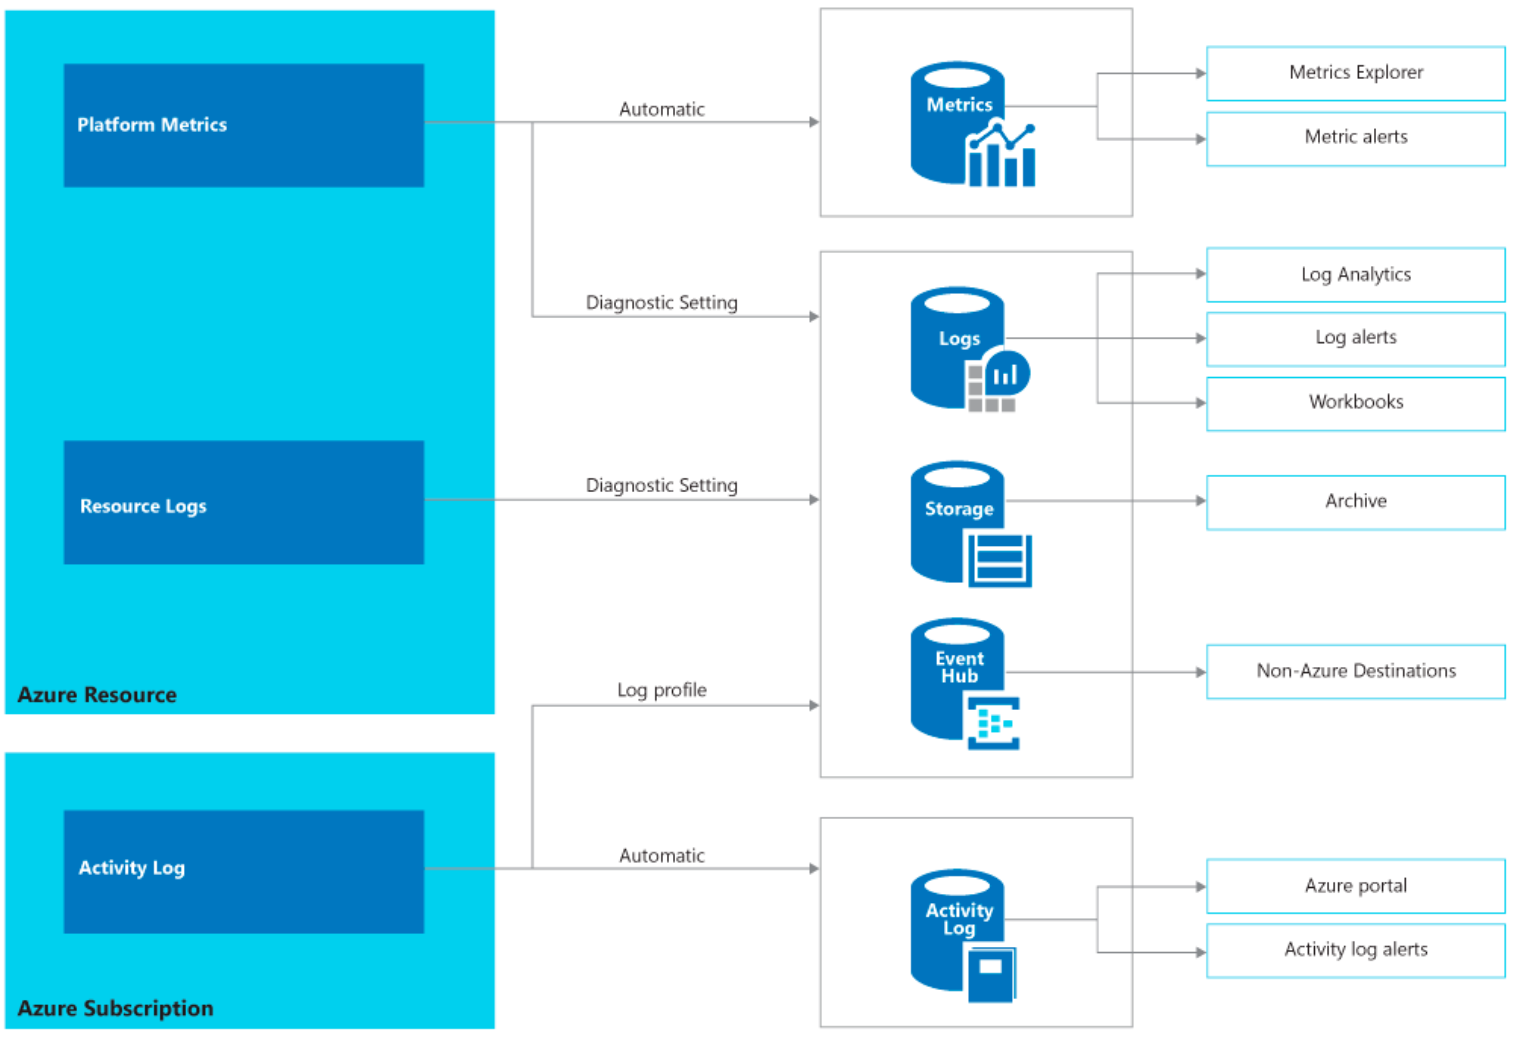 Platform Metrics
Automatic
Metrics
Metrics Explorer
Metric alerts
Diagnostic Setting
Logs
Log Analytics
Log alerts
Workbooks
Resource Logs
Diagnostic Setting
Storage
Archive
Azure Resource
Log profile
Event
Hub
Non-Azure Destinations
Activity Log
Automatic
Activity
Log
Azure portal
Activity log alerts
Azure Subscription